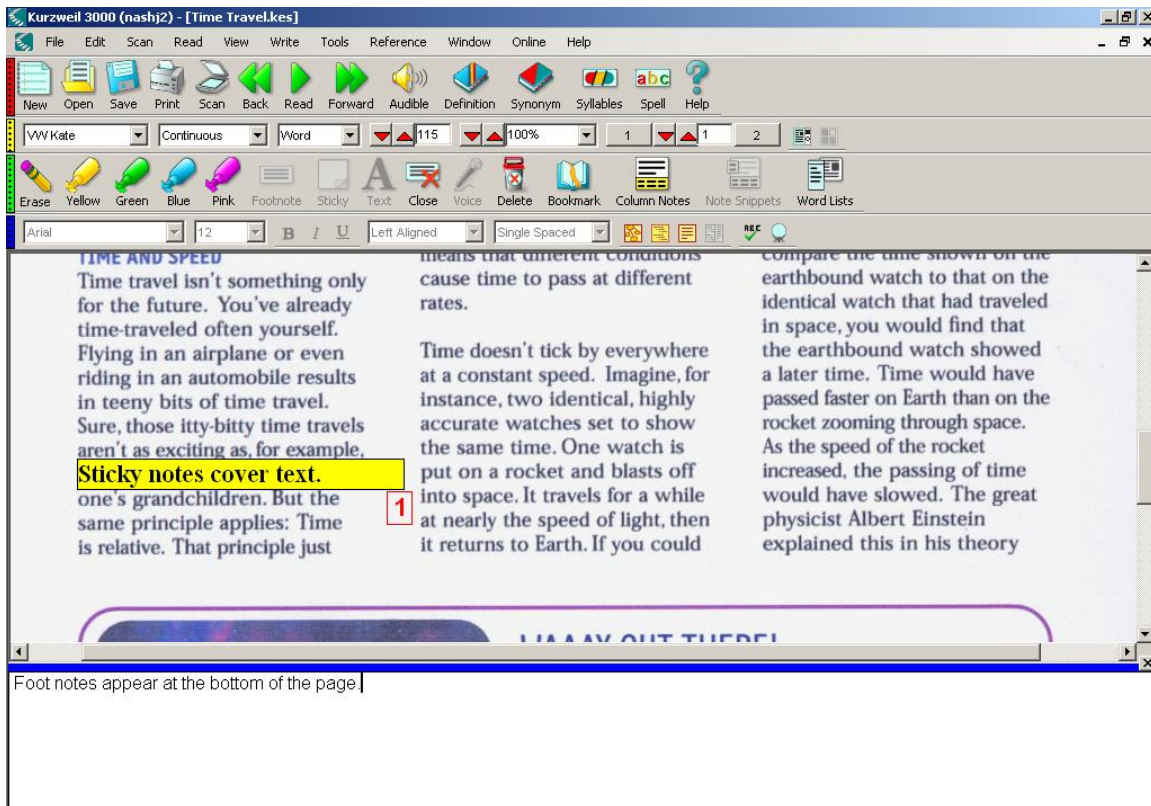 Kurzweil 3000 (nashj2) - [Time Travel.kes]
File Edit Scan Read View Write Tools Reference Window Online Help
New Open Save Print Scan Back Read Forward Audible Definition Synonym Syllables Spell Help
abc
VW Kate Continuous Word 115 100% 1 1 2
Erase Yellow Green Blue Pink Footnote Sticky Text Close Voice Delete Bookmark Column Notes Note Snippets Word Lists
Arial 12 B I U Left Aligned Single Spaced
TIME AND SPEED
Time travel isn't something only
for the future. You've already
time-traveled often yourself.
Flying in an airplane or even
riding in an automobile results
in teeny bits of time travel.
Sure, those itty-bitty time travels
aren't as exciting as, for example,
Sticky notes cover text.
one's grandchildren. But the
same principle applies: Time
is relative. That principle just
means that different conditions
cause time to pass at different
rates.
Time doesn't tick by everywhere
at a constant speed. Imagine, for
instance, two identical, highly
accurate watches set to show
the same time. One watch is
put on a rocket and blasts off
1
into space. It travels for a while
at nearly the speed of light, then
it returns to Earth. If you could
compare the time shown on the
earthbound watch to that on the
identical watch that had traveled
in space, you would find that
the earthbound watch showed
a later time. Time would have
passed faster on Earth than on the
rocket zooming through space.
As the speed of the rocket
increased, the passing of time
would have slowed. The great
physicist Albert Einstein
explained this in his theory
WAAAY OUT THERE!
Foot notes appear at the bottom of the page.